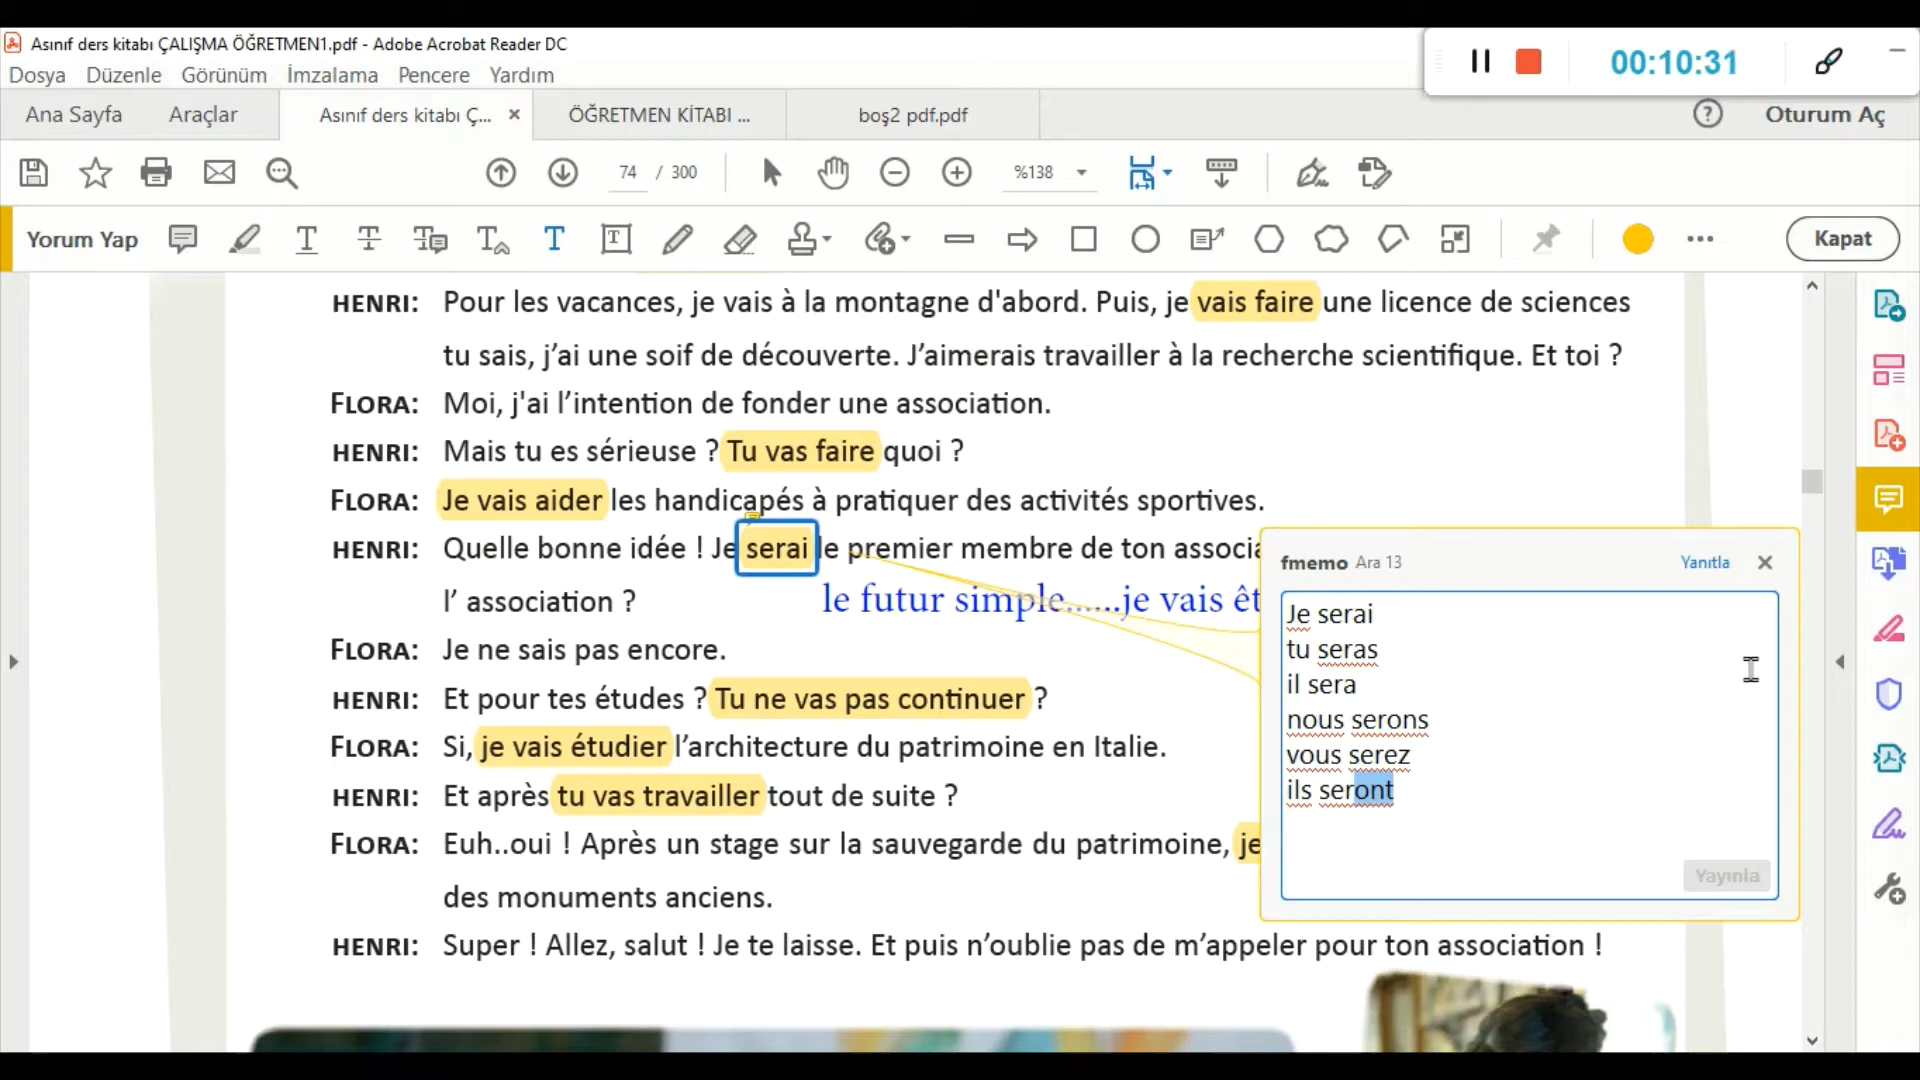 Asınıf ders kitabı ÇALIŞMA ÖĞRETMEN1.pdf - Adobe Acrobat Reader DC
00:10:31
Dosya Düzenle Görünüm İmzalama Pencere Yardım
Ana Sayfa Araçlar Asınıf ders kitabı Ç... ÖĞRETMEN KİTABI ... boş2 pdf.pdf Oturum Aç
74 / 300 %138
Yorum Yap Kapat
HENRI: Pour les vacances, je vais à la montagne d'abord. Puis, je vais faire une licence de sciences
tu sais, j’ai une soif de découverte. J’aimerais travailler à la recherche scientifique. Et toi ?
FLORA: Moi, j'ai l’intention de fonder une association.
HENRI: Mais tu es sérieuse ? Tu vas faire quoi ?
FLORA: Je vais aider les handicapés à pratiquer des activités sportives.
HENRI: Quelle bonne idée ! Je serai le premier membre de ton associa
l’ association ?
le futur simple......je vais êt
FLORA: Je ne sais pas encore.
HENRI: Et pour tes études ? Tu ne vas pas continuer ?
FLORA: Si, je vais étudier l’architecture du patrimoine en Italie.
HENRI: Et après tu vas travailler tout de suite ?
FLORA: Euh..oui ! Après un stage sur la sauvegarde du patrimoine, je
des monuments anciens.
HENRI: Super ! Allez, salut ! Je te laisse. Et puis n’oublie pas de m’appeler pour ton association !
fmemo Ara 13 Yanıtla
Je serai
tu seras
il sera
nous serons
vous serez
ils seront
Yayınla